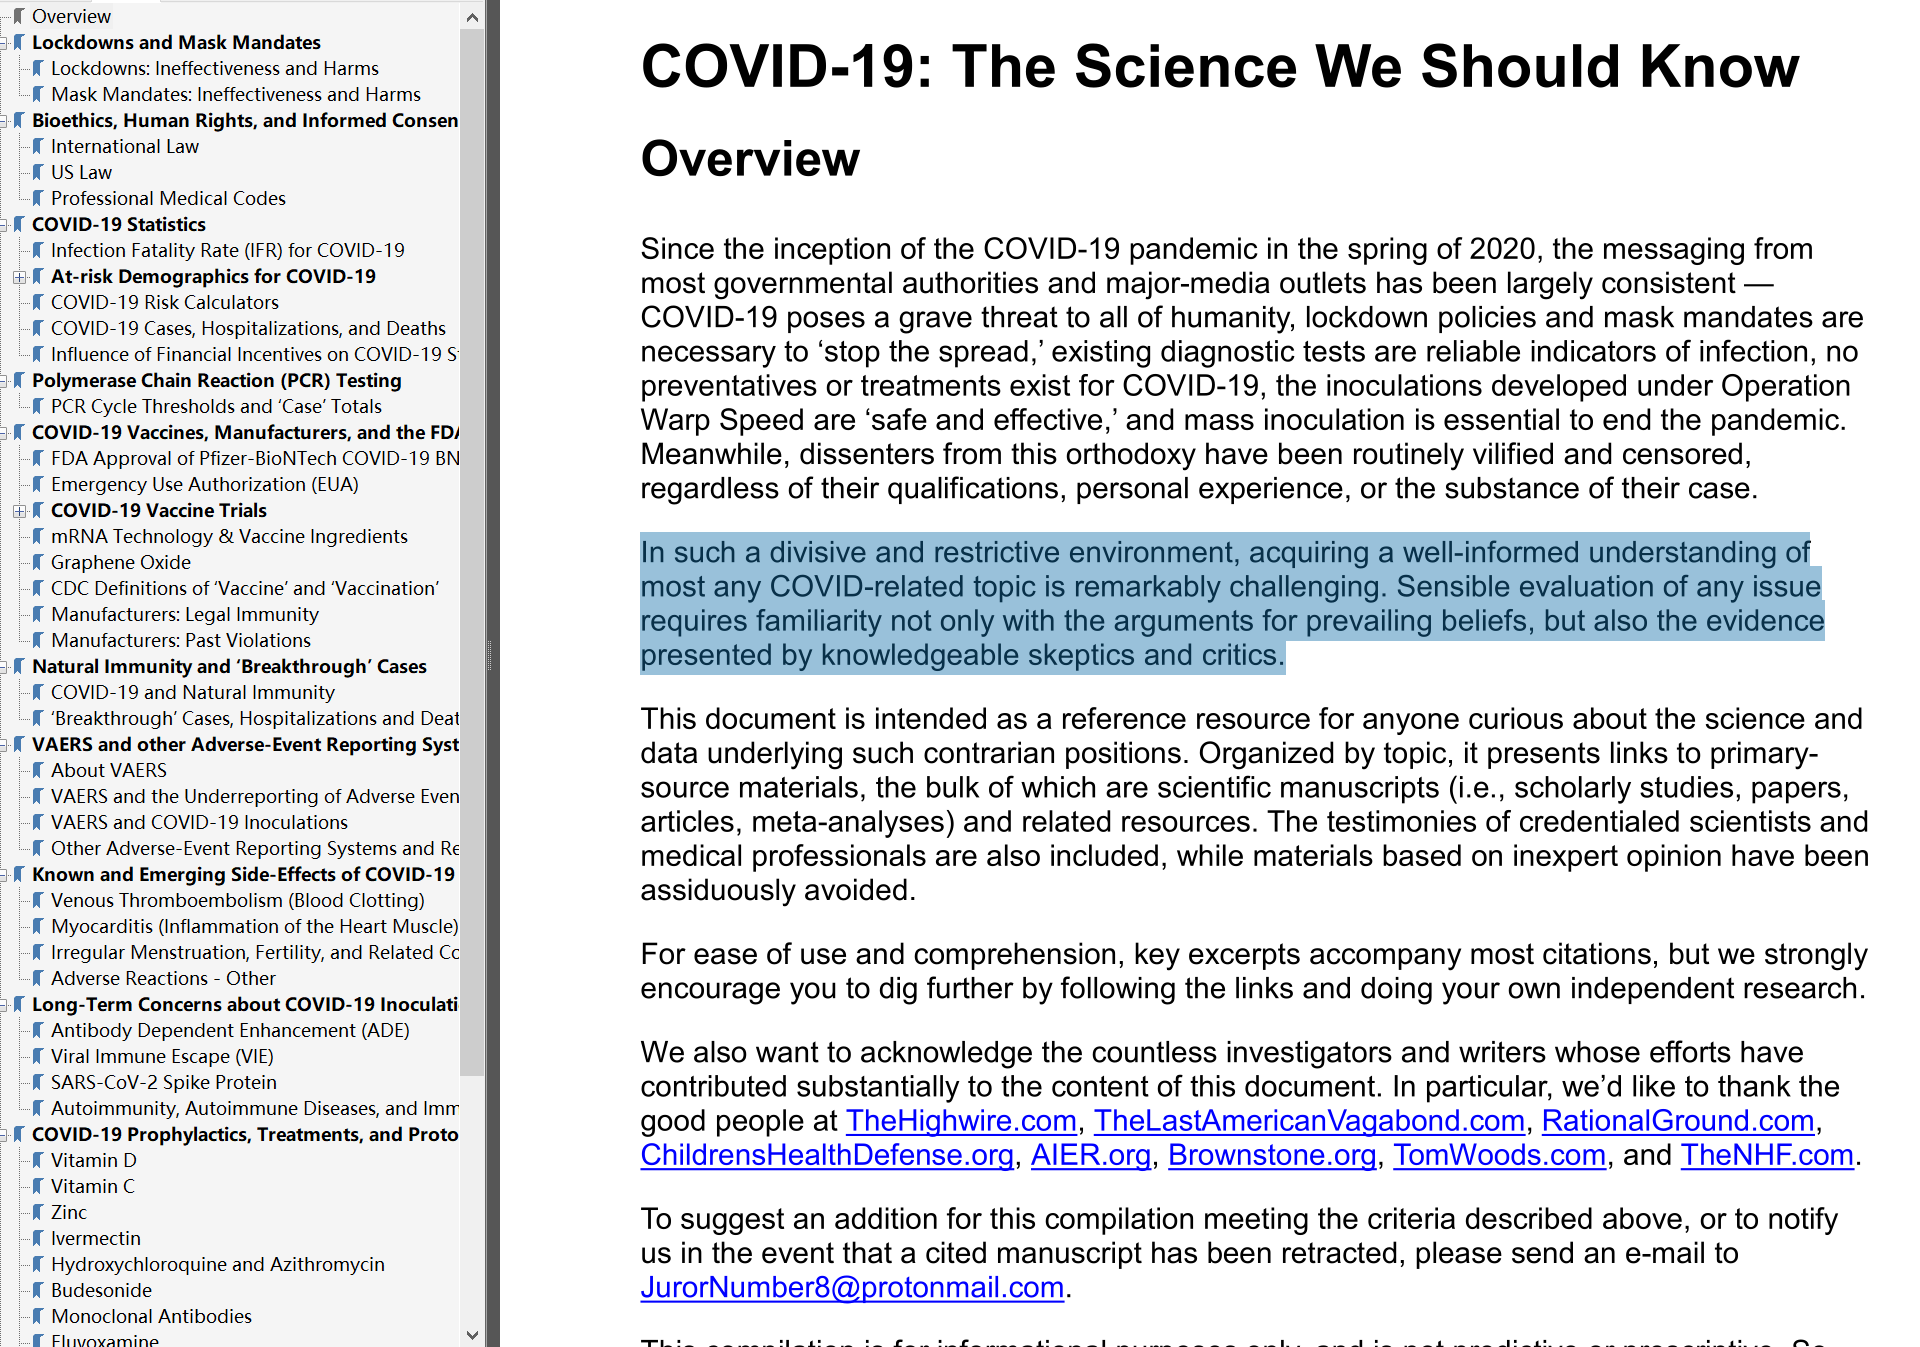 Overview
Lockdowns and Mask Mandates
Lockdowns: Ineffectiveness and Harms
Mask Mandates: Ineffectiveness and Harms
Bioethics, Human Rights, and Informed Consen
International Law
US Law
Professional Medical Codes
COVID-19 Statistics
Infection Fatality Rate (IFR) for COVID-19
At-risk Demographics for COVID-19
COVID-19 Risk Calculators
COVID-19 Cases, Hospitalizations, and Deaths
Influence of Financial Incentives on COVID-19 S
Polymerase Chain Reaction (PCR) Testing
PCR Cycle Thresholds and ‘Case’ Totals
COVID-19 Vaccines, Manufacturers, and the FDA
FDA Approval of Pfizer-BioNTech COVID-19 BN
Emergency Use Authorization (EUA)
COVID-19 Vaccine Trials
mRNA Technology & Vaccine Ingredients
Graphene Oxide
CDC Definitions of ‘Vaccine’ and ‘Vaccination’
Manufacturers: Legal Immunity
Manufacturers: Past Violations
Natural Immunity and ‘Breakthrough’ Cases
COVID-19 and Natural Immunity
‘Breakthrough’ Cases, Hospitalizations and Deat
VAERS and other Adverse-Event Reporting Syst
About VAERS
VAERS and the Underreporting of Adverse Even
VAERS and COVID-19 Inoculations
Other Adverse-Event Reporting Systems and Re
Known and Emerging Side-Effects of COVID-19
Venous Thromboembolism (Blood Clotting)
Myocarditis (Inflammation of the Heart Muscle)
Irregular Menstruation, Fertility, and Related Co
Adverse Reactions - Other
Long-Term Concerns about COVID-19 Inoculati
Antibody Dependent Enhancement (ADE)
Viral Immune Escape (VIE)
SARS-CoV-2 Spike Protein
Autoimmunity, Autoimmune Diseases, and Imm
COVID-19 Prophylactics, Treatments, and Proto
Vitamin D
Vitamin C
Zinc
Ivermectin
Hydroxychloroquine and Azithromycin
Budesonide
Monoclonal Antibodies
Fluvoxamine
COVID-19: The Science We Should Know
Overview
Since the inception of the COVID-19 pandemic in the spring of 2020, the messaging from
most governmental authorities and major-media outlets has been largely consistent —
COVID-19 poses a grave threat to all of humanity, lockdown policies and mask mandates are
necessary to ‘stop the spread,’ existing diagnostic tests are reliable indicators of infection, no
preventatives or treatments exist for COVID-19, the inoculations developed under Operation
Warp Speed are ‘safe and effective,’ and mass inoculation is essential to end the pandemic.
Meanwhile, dissenters from this orthodoxy have been routinely vilified and censored,
regardless of their qualifications, personal experience, or the substance of their case.
In such a divisive and restrictive environment, acquiring a well-informed understanding of
most any COVID-related topic is remarkably challenging. Sensible evaluation of any issue
requires familiarity not only with the arguments for prevailing beliefs, but also the evidence
presented by knowledgeable skeptics and critics.
This document is intended as a reference resource for anyone curious about the science and
data underlying such contrarian positions. Organized by topic, it presents links to primary-
source materials, the bulk of which are scientific manuscripts (i.e., scholarly studies, papers,
articles, meta-analyses) and related resources. The testimonies of credentialed scientists and
medical professionals are also included, while materials based on inexpert opinion have been
assiduously avoided.
For ease of use and comprehension, key excerpts accompany most citations, but we strongly
encourage you to dig further by following the links and doing your own independent research.
We also want to acknowledge the countless investigators and writers whose efforts have
contributed substantially to the content of this document. In particular, we’d like to thank the
good people at TheHighwire.com, TheLastAmericanVagabond.com, RationalGround.com,
ChildrensHealthDefense.org, AIER.org, Brownstone.org, TomWoods.com, and TheNHF.com.
To suggest an addition for this compilation meeting the criteria described above, or to notify
us in the event that a cited manuscript has been retracted, please send an e-mail to
JurorNumber8@protonmail.com.
This compilation is for informational purposes only, and is not predictive or prescriptive. So